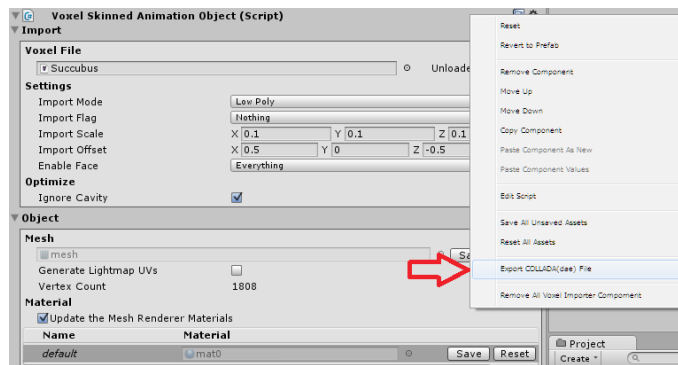 Voxel Skinned Animation Object (Script)
Import
Voxel File
Succubus
Unloade
Settings
Import Mode Low Poly
Import Flag Nothing
Import Scale X 0.1 Y 0.1 Z 0.1
Import Offset X 0.5 Y 0 Z -0.5
Enable Face Everything
Optimize
Ignore Cavity
Object
Mesh
mesh Sa
Generate Lightmap UVs
Vertex Count 1808
Material
Update the Mesh Renderer Materials
Name Material
default mat0 Save Reset
Reset
Revert to Prefab
Remove Component
Move Up
Move Down
Copy Component
Paste Component As New
Paste Component Values
Edit Script
Save All Unsaved Assets
Reset All Assets
Export COLLADA(dae) File
Remove All Voxel Importer Compornent
Project
Create